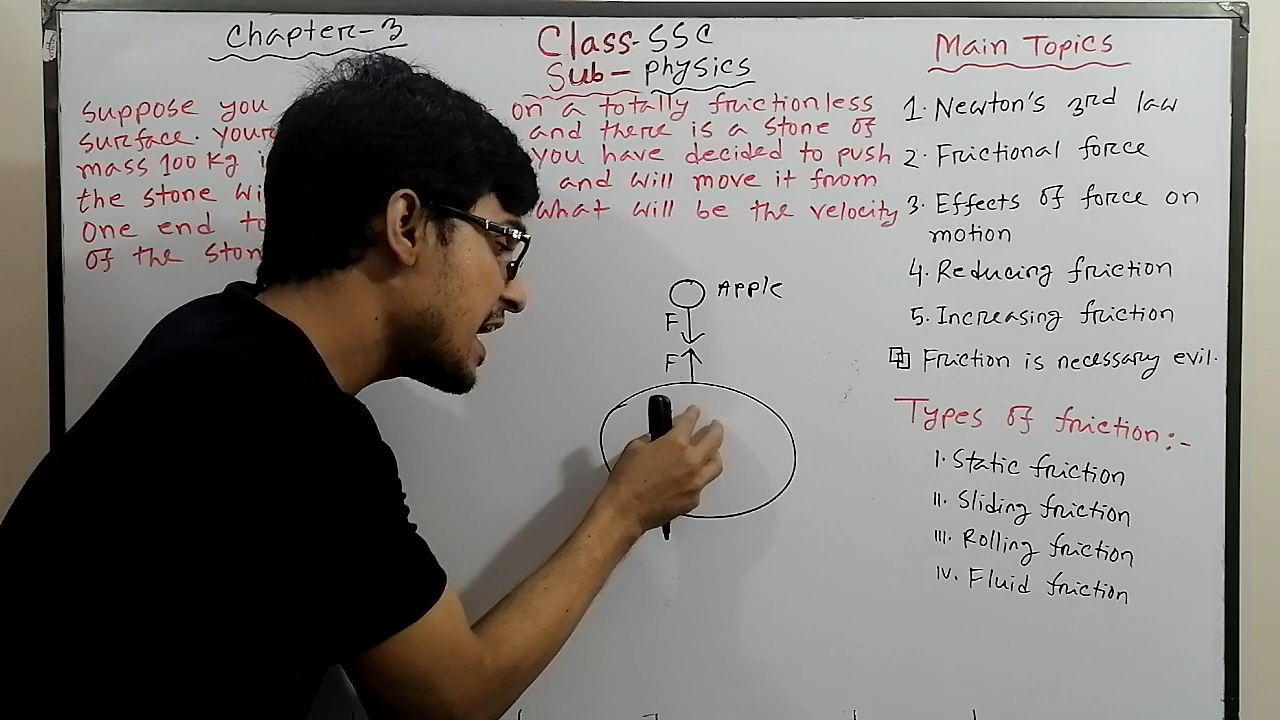 Chapter-3
Class-SSC
Sub-physics
suppose you on a totally frictionless
surface. your and there is a stone of
mass 100 Kg you have decided to push
the stone and will move it from
one end to what will be the velocity
of the
Apple
F
F
Main Topics
1. Newton's 3rd law
2. Frictional force
3. Effects of force on
motion
4. Reducing friction
5. Increasing friction
Friction is necessary evil.
Types of friction:-
I. Static friction
II. Sliding friction
III. Rolling friction
IV. Fluid friction